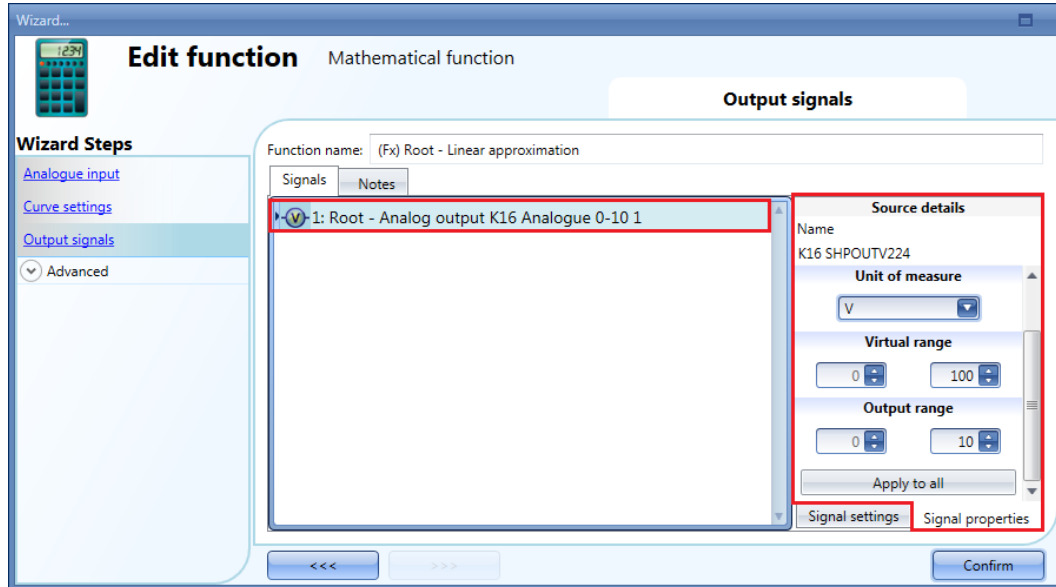 Wizard...
1234
Edit function
Mathematical function
Output signals
Wizard Steps
Analogue input
Curve settings
Output signals
Advanced
Function name: (Fx) Root - Linear approximation
Signals
Notes
V 1: Root - Analog output K16 Analogue 0-10 1
Source details
Name
K16 SHPOUTV224
Unit of measure
V
Virtual range
0 100
Output range
0 10
Apply to all
Signal settings
Signal properties
<<<
>>>
Confirm